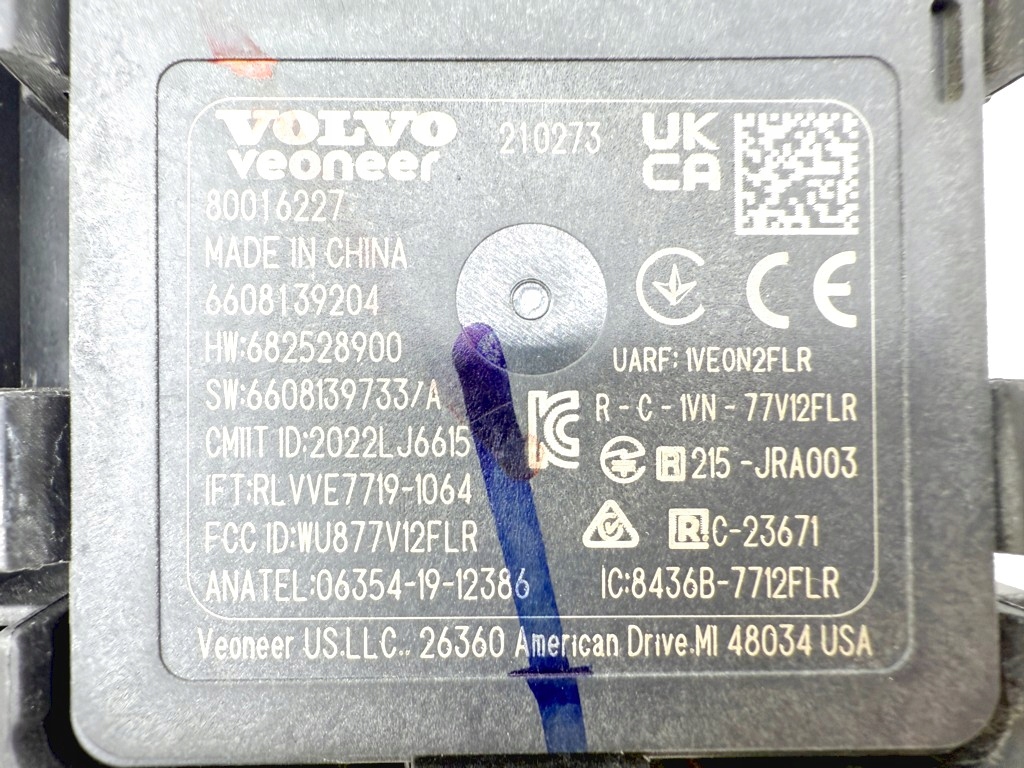 VOLVO
veoneer
210273
UK
CA
80016227
MADE IN CHINA
6608139204
CE
HW:682528900
UARF: 1VEON2FLR
SW:6608139733/A
R - C - 1VN - 77V12FLR
CMIIT ID:2022LJ6615
R 215 -JRA003
IFT:RLVVE7719-1064
FCC ID:WU877V12FLR
R C-23671
ANATEL:06354-19-12386
IC:8436B-7712FLR
Veoneer US.LLC.. 26360 American Drive.MI 48034 USA